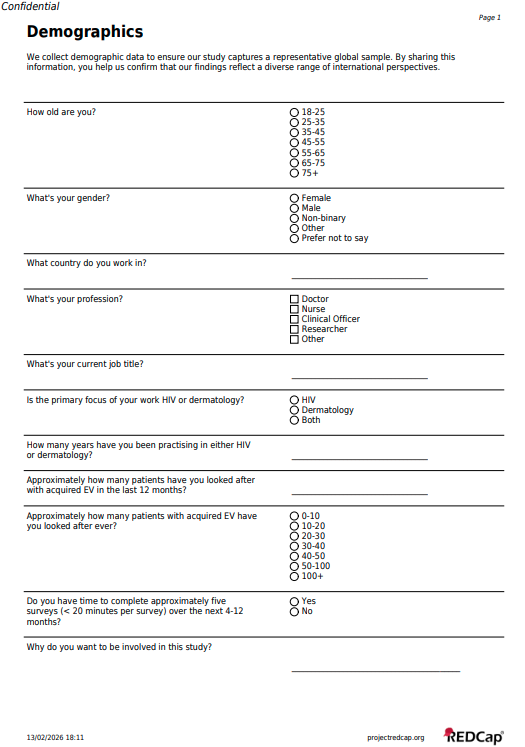 Confidential
Page 1
Demographics
We collect demographic data to ensure our study captures a representative global sample. By sharing
this information, you help us confirm that our findings reflect a diverse range of international perspectives.
How old are you?
18-25
25-35
35-45
45-55
55-65
65-75
75+
What's your gender?
Female
Male
Non-binary
Other
Prefer not to say
What country do you work in?
What's your profession?
Doctor
Nurse
Clinical Officer
Researcher
Other
What's your current job title?
Is the primary focus of your work HIV or dermatology?
HIV
Dermatology
Both
How many years have you been practising in either HIV
or dermatology?
Approximately how many patients have you looked after
with acquired EV in the last 12 months?
Approximately how many patients with acquired EV have
you looked after ever?
0-10
10-20
20-30
30-40
40-50
50-100
100+
Do you have time to complete approximately five
surveys (< 20 minutes per survey) over the next 4-12
months?
Yes
No
Why do you want to be involved in this study?
13/02/2026 18:11
projectredcap.org
REDCap